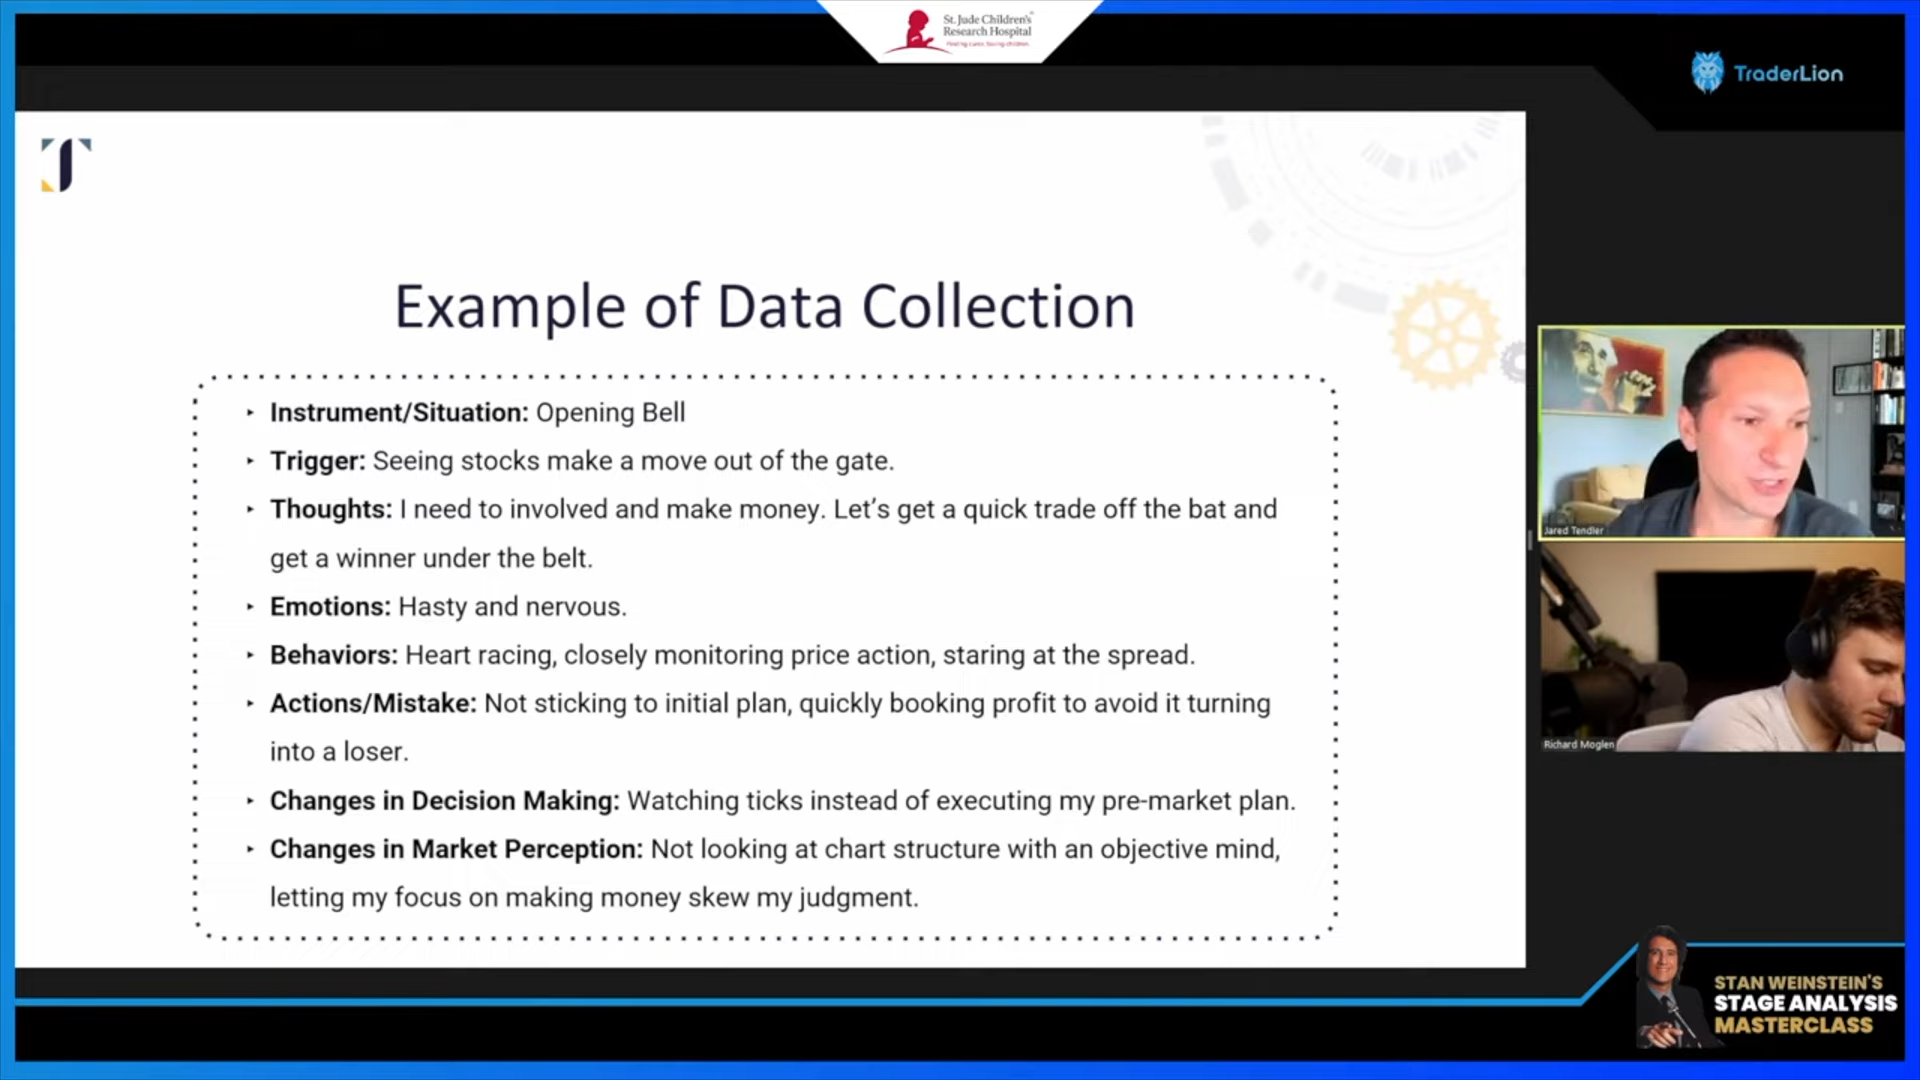 St. Jude Children's
Research Hospital
Finding cures. Saving children.
TraderLion
Example of Data Collection
‣ Instrument/Situation: Opening Bell
‣ Trigger: Seeing stocks make a move out of the gate.
‣ Thoughts: I need to involved and make money. Let’s get a quick trade off the bat and
get a winner under the belt.
‣ Emotions: Hasty and nervous.
‣ Behaviors: Heart racing, closely monitoring price action, staring at the spread.
‣ Actions/Mistake: Not sticking to initial plan, quickly booking profit to avoid it turning
into a loser.
‣ Changes in Decision Making: Watching ticks instead of executing my pre-market plan.
‣ Changes in Market Perception: Not looking at chart structure with an objective mind,
letting my focus on making money skew my judgment.
Jared Tendler
Richard Moglen
STAN WEINSTEIN'S
STAGE ANALYSIS
MASTERCLASS